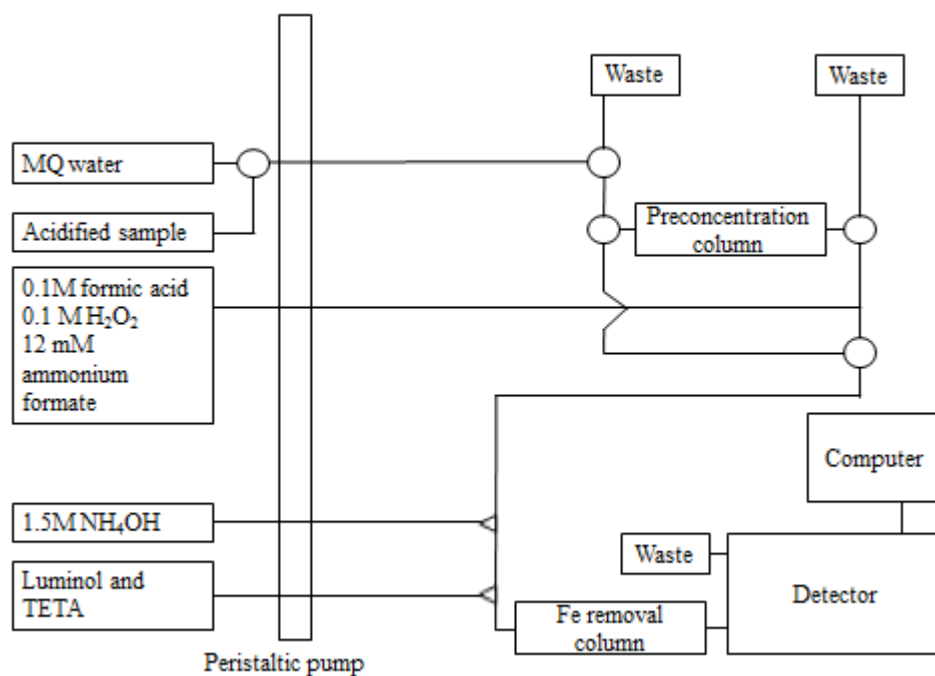 Waste
Waste
MQ water
Acidified sample
Preconcentration
column
0.1M formic acid
0.1 M H₂O₂
12 mM
ammonium
formate
Computer
1.5M NH₄OH
Waste
Detector
Luminol and
TETA
Fe removal
column
Peristaltic pump